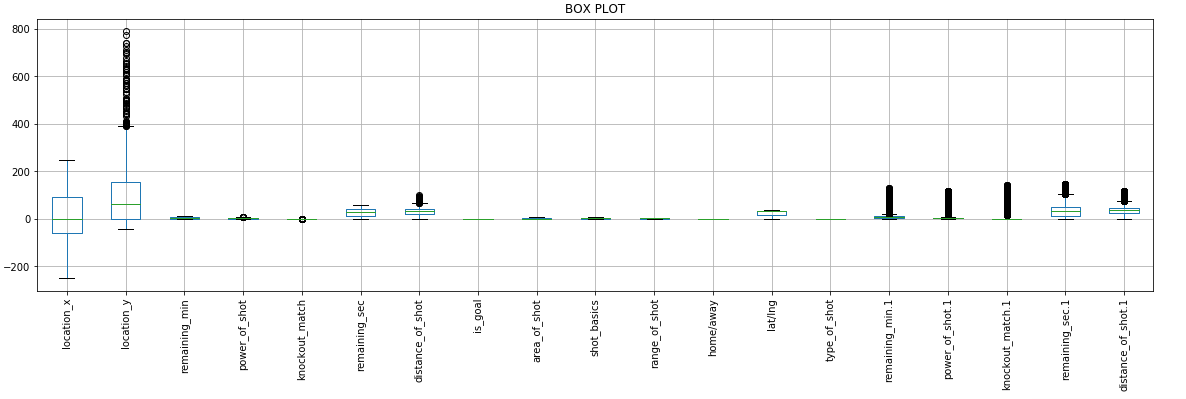 BOX PLOT
800
600
400
200
0
−200
location_x
location_y
remaining_min
power_of_shot
knockout_match
remaining_sec
distance_of_shot
is_goal
area_of_shot
shot_basics
range_of_shot
home/away
lat/lng
type_of_shot
remaining_min.1
power_of_shot.1
knockout_match.1
remaining_sec.1
distance_of_shot.1